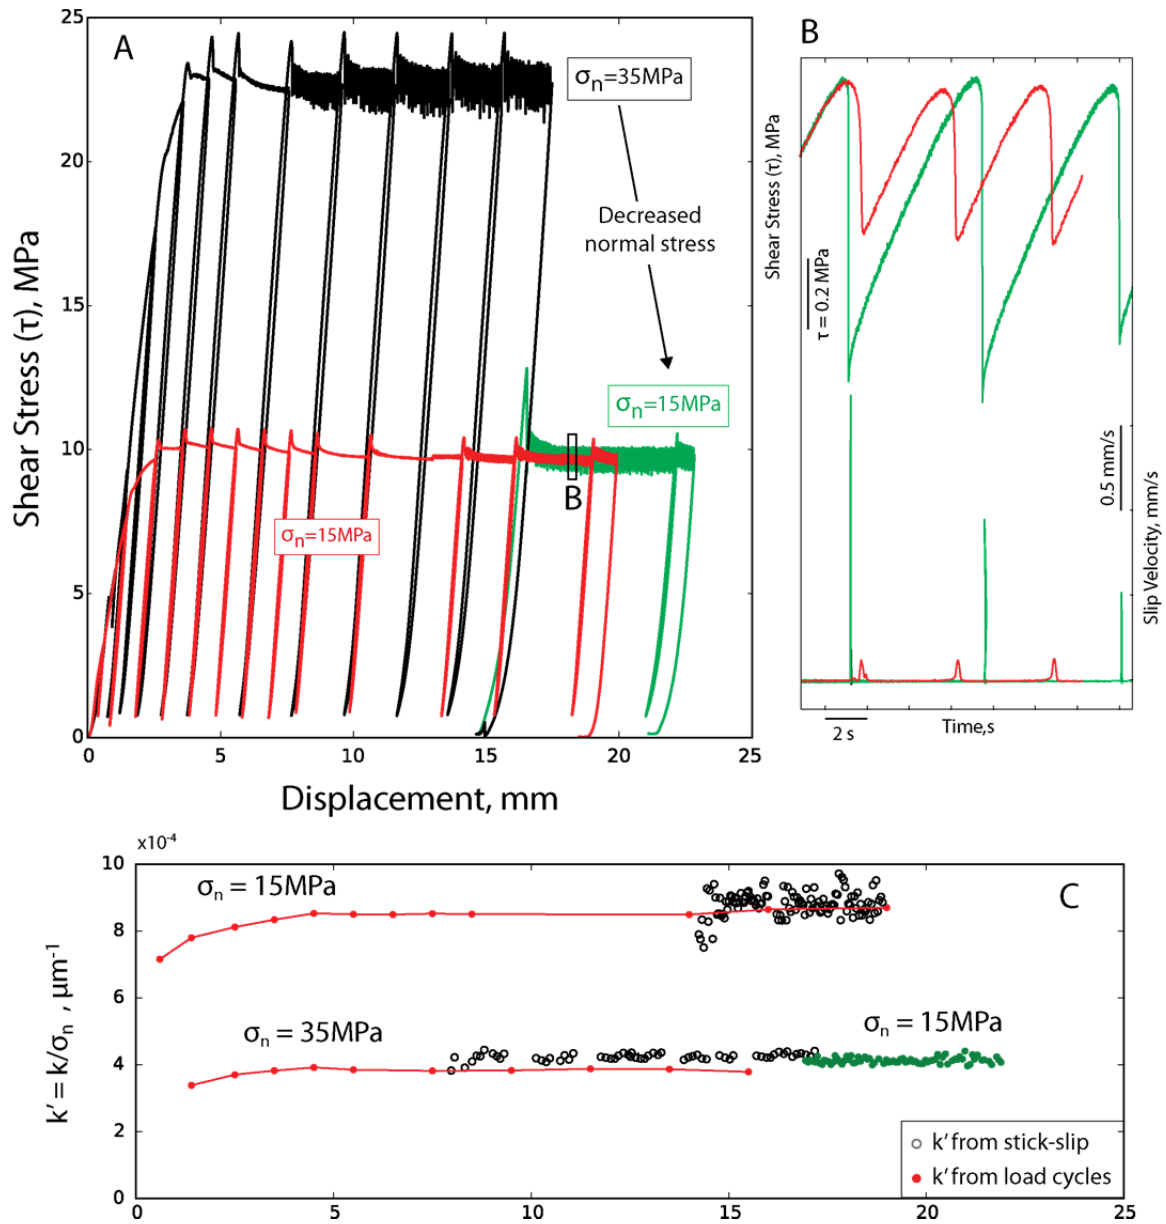 A
B
25
20
15
10
5
0
Shear Stress (τ), MPa
σn=35MPa
Decreased
normal stress
σn=15MPa
σn=15MPa
B
0
5
10
15
20
25
Displacement, mm
Shear Stress (τ), MPa
τ = 0.2 MPa
0.5 mm/s
Slip Velocity, mm/s
2 s
Time,s
x10⁻⁴
C
10
8
6
4
2
0
k′ = k/σn , μm⁻¹
σn = 15MPa
σn = 35MPa
σn = 15MPa
k′ from stick-slip
k′ from load cycles
0
5
10
15
20
25